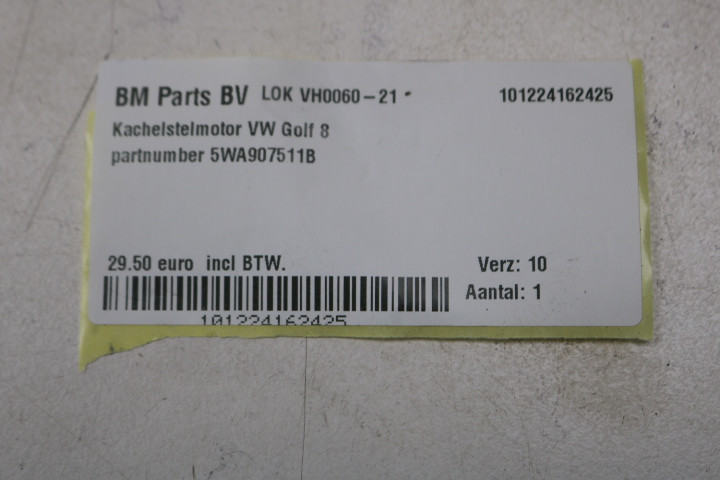 BM Parts BV LOK VH0060-21 101224162425
Kachelstelmotor VW Golf 8
partnumber 5WA907511B
29.50 euro incl BTW. Verz: 10
Aantal: 1
101224162425